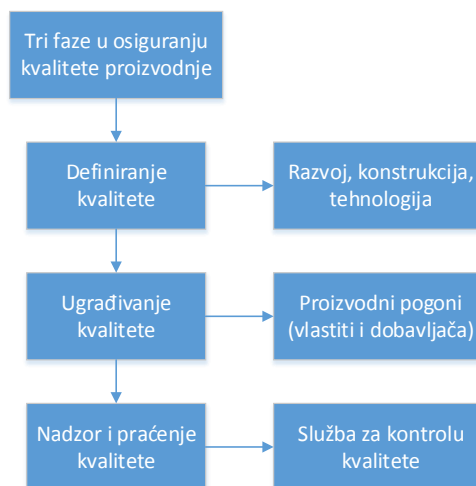 Tri faze u osiguranju
kvalitete proizvodnje
Definiranje
kvalitete
Razvoj, konstrukcija,
tehnologija
Ugrađivanje
kvalitete
Proizvodni pogoni
(vlastiti i dobavljača)
Nadzor i praćenje
kvalitete
Služba za kontrolu
kvalitete